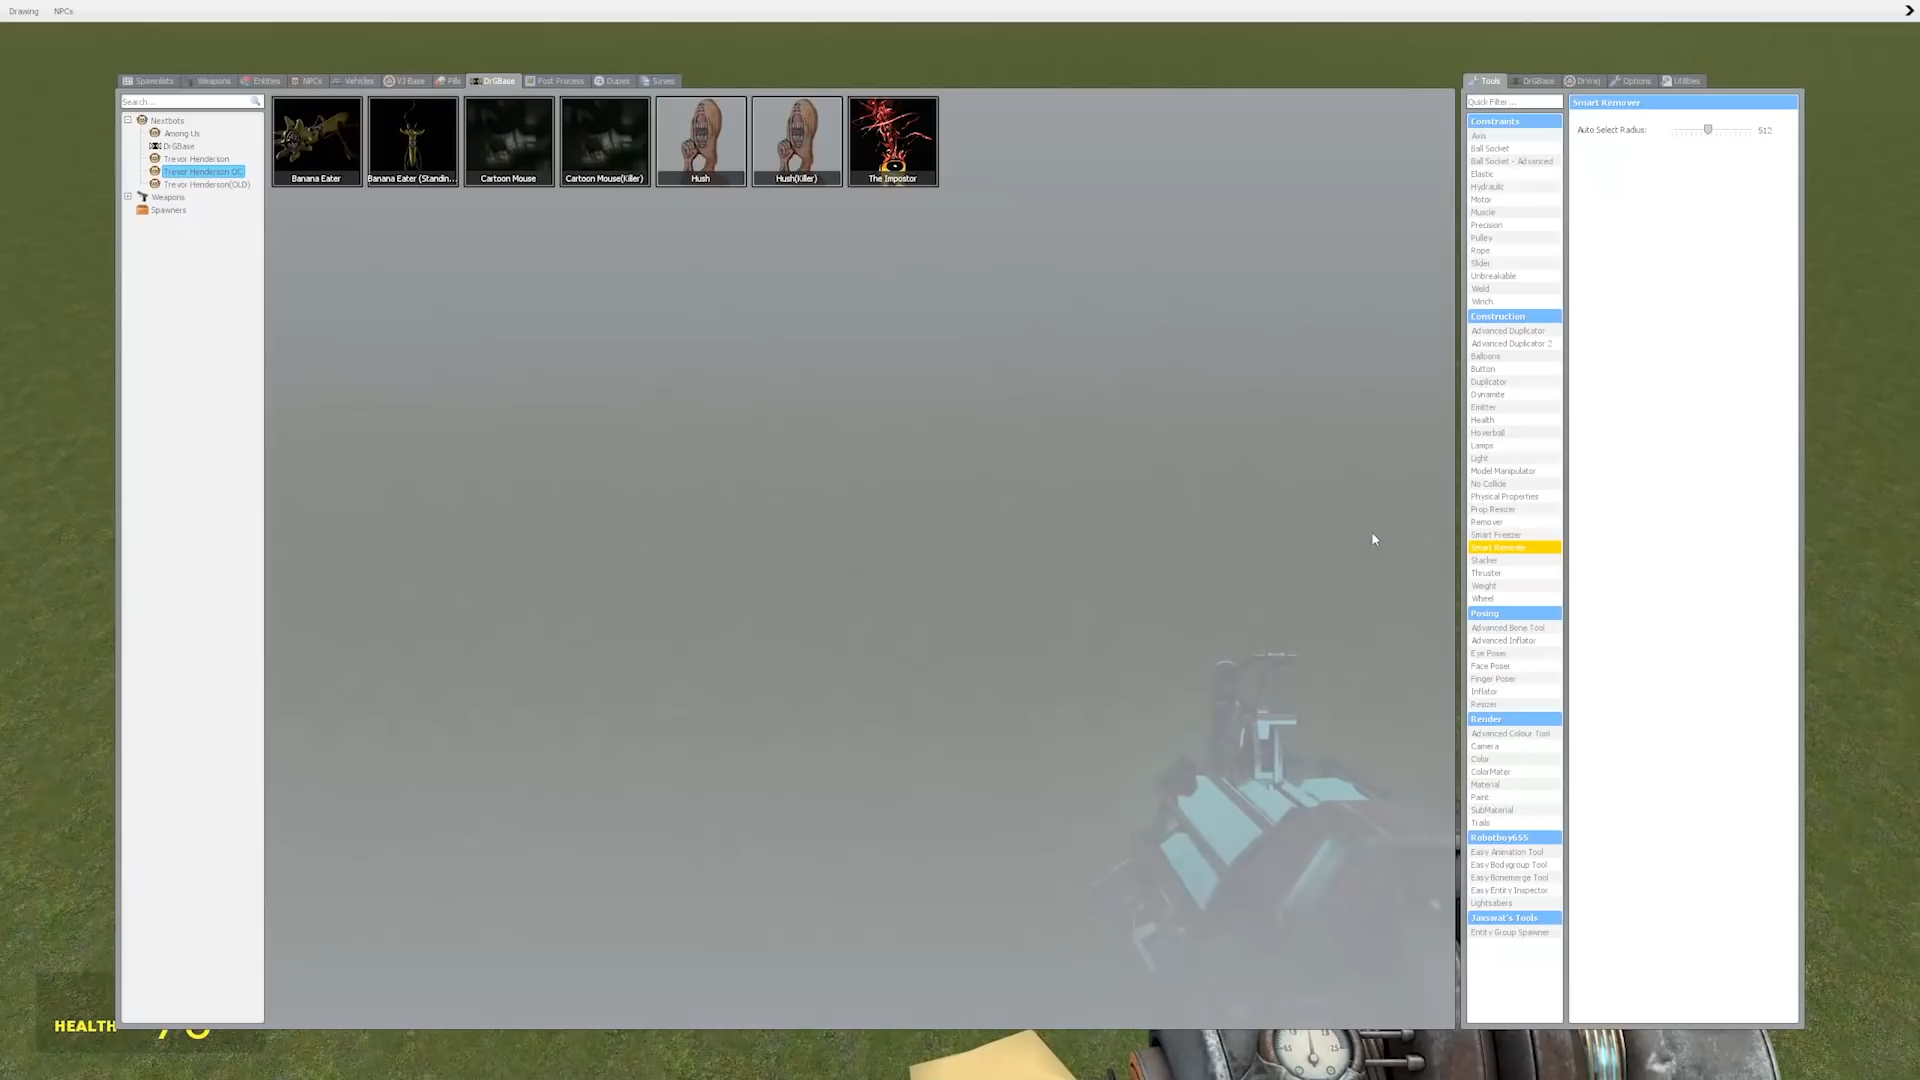 Drawing NPCs
Spawnlists Weapons Entities NPCs Vehicles VJ Base Pills DrGBase Post Process Dupes Saves
Search...
Nextbots
Among Us
DrGBase
Trevor Henderson
Trevor Henderson OC
Trevor Henderson(OLD)
Weapons
Spawners
Banana Eater
Banana Eater (Standin...
Cartoon Mouse
Cartoon Mouse(Killer)
Hush
Hush(Killer)
The Impostor
Tools DrGBase DrVrej Options Utilities
Quick Filter ...
Constraints
Axis
Ball Socket
Ball Socket - Advanced
Elastic
Hydraulic
Motor
Muscle
Precision
Pulley
Rope
Slider
Unbreakable
Weld
Winch
Construction
Advanced Duplicator
Advanced Duplicator 2
Balloons
Button
Duplicator
Dynamite
Emitter
Health
Hoverball
Lamps
Light
Model Manipulator
No Collide
Physical Properties
Prop Resizer
Remover
Smart Freezer
Smart Remover
Stacker
Thruster
Weight
Wheel
Posing
Advanced Bone Tool
Advanced Inflator
Eye Poser
Face Poser
Finger Poser
Inflator
Resizer
Render
Advanced Colour Tool
Camera
Color
ColorMater
Material
Paint
SubMaterial
Trails
Robotboy655
Easy Animation Tool
Easy Bodygroup Tool
Easy Bonemerge Tool
Easy Entity Inspector
Lightsabers
Jaxswat's Tools
Entity Group Spawner
Smart Remover
Auto Select Radius: 512
HEALTH